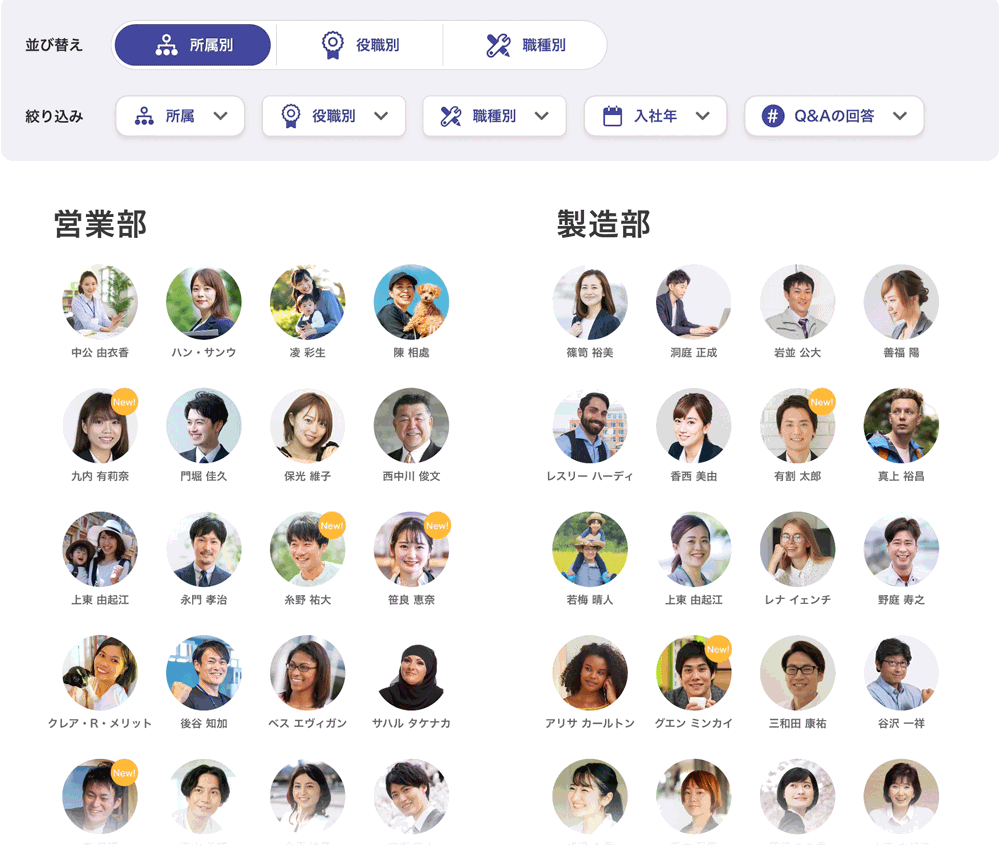 並び替え 所属別 役職別 職種別
絞り込み 所属 役職別 職種別 入社年 # Q&Aの回答
営業部
中公 由衣香 ハン・サンウ 凌 彩生 陳 相處
New!
九内 有莉奈 門堀 佳久 保光 維子 西中川 俊文
New! New!
上東 由起江 永門 孝治 糸野 祐大 笹良 恵奈
クレア・R・メリット 後谷 知加 ベス エヴィガン サハル タケナカ
New!
製造部
篠筒 裕美 洞庭 正成 岩並 公大 善福 陽
New!
レスリー ハーディ 香西 美由 有割 太郎 真上 裕昌
若梅 晴人 上東 由起江 レナ イェンチ 野庭 寿之
New!
アリサ カールトン グエン ミンカイ 三和田 康祐 谷沢 一祥